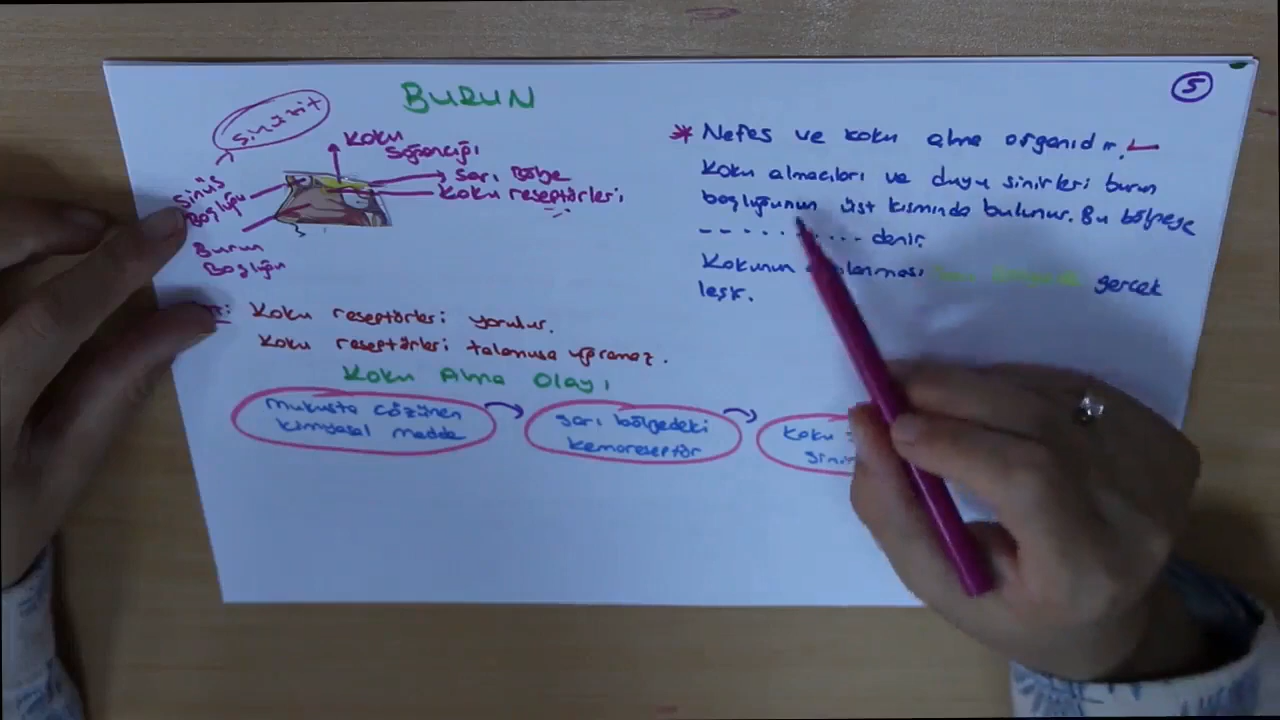 BURUN
5
Sinüzit
Koku
Soğancığı
Sarı Bölge
Koku reseptörleri
Sinüs
Boşluğu
Burun
Boşluğu
* Nefes ve koku alma organıdır.
Koku almaçları ve duyu sinirleri burun
boşluğunun üst kısmında bulunur. Bu bölgeye
- - - - - - - - - - denir.
Kokunun gerçek
leşir.
Koku reseptörleri yorulur.
Koku reseptörleri talamusa uğramaz.
Koku Alma Olayı
mukusta çözünen
kimyasal madde
sarı bölgedeki
kemoreseptör
koku